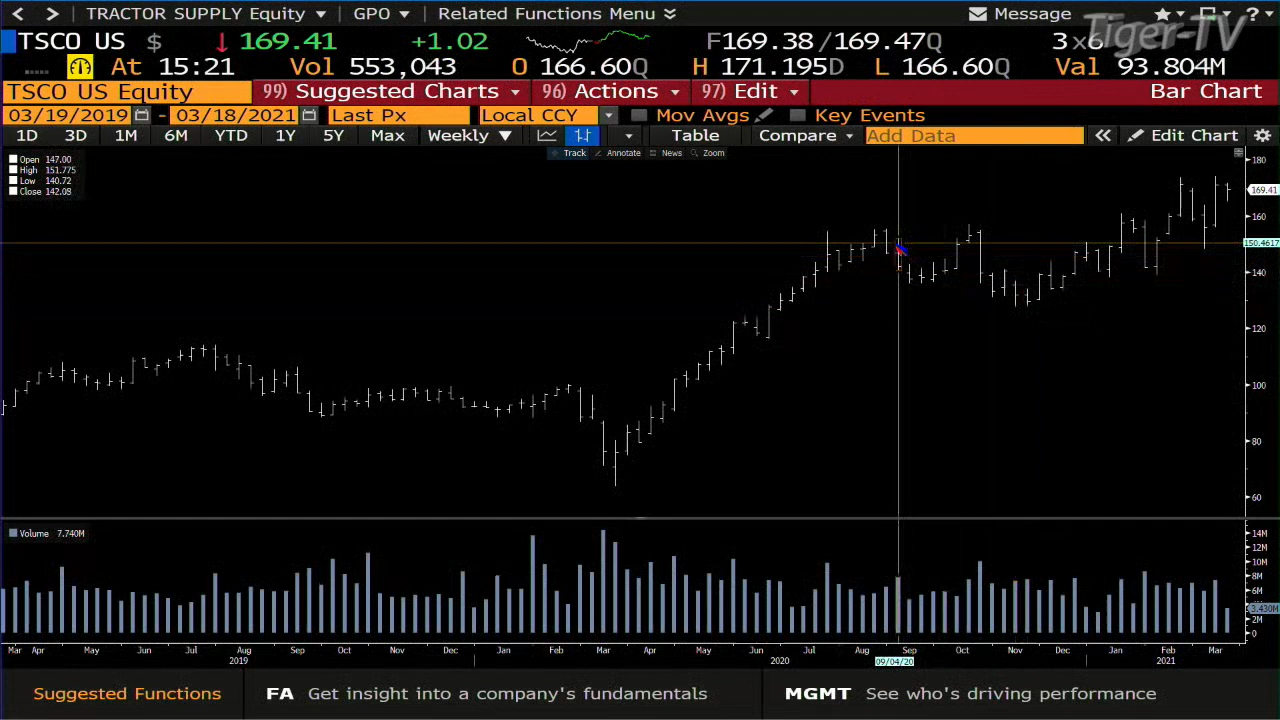 TRACTOR SUPPLY Equity GPO Related Functions Menu Message ?
Tiger-TV
TSCO US $ ↓ 169.41 +1.02 F169.38 /169.47Q 3 x6
At 15:21 Vol 553,043 O 166.60Q H 171.195D L 166.60Q Val 93.804M
TSCO US Equity 99) Suggested Charts 96) Actions 97) Edit Bar Chart
03/19/2019 - 03/18/2021 Last Px Local CCY Mov Avgs Key Events
1D 3D 1M 6M YTD 1Y 5Y Max Weekly ▼ Table Compare Add Data « Edit Chart
Track Annotate News Zoom
Open 147.00
High 151.775
Low 140.72
Close 142.08
180
169.41
160
150.4617
140
120
100
80
60
Volume 7.740M
14M
12M
10M
8M
6M
3.430M
2M
0
Mar Apr May Jun Jul Aug Sep Oct Nov Dec Jan Feb Mar Apr May Jun Jul Aug Sep Oct Nov Dec Jan Feb Mar
2019 2020 09/04/20 2021
Suggested Functions FA Get insight into a company's fundamentals MGMT See who's driving performance